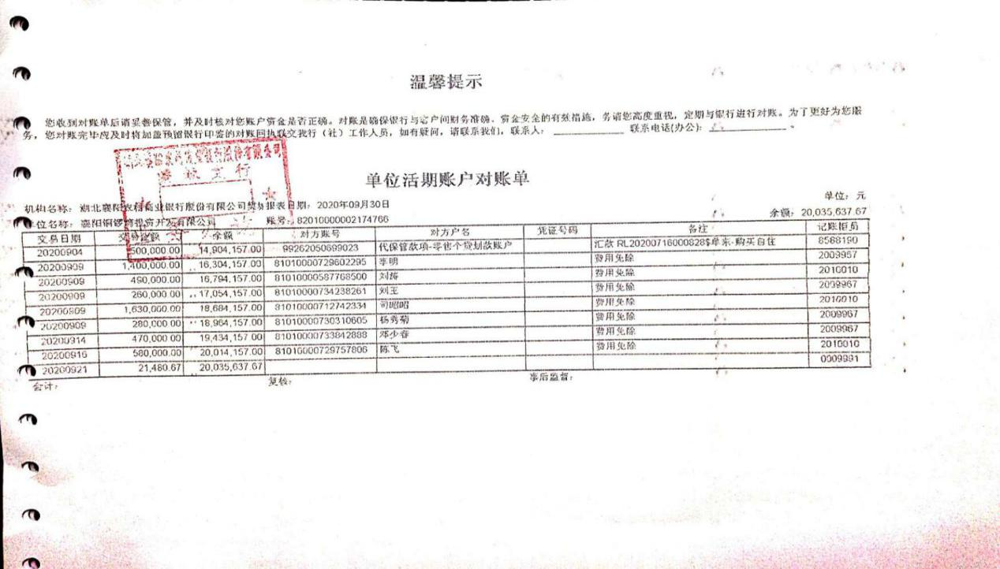 温馨提示
您收到对账单后请妥善保管，并及时核对您账户资金是否正确。对账是确保银行与客户间财务准确、资金安全的有效措施，务请您高度重视，定期与银行进行对账。为了更好为您服
务，您对账完毕应及时将加盖预留银行印鉴的对账回执联交我行（社）工作人员，如有疑问，请联系我们，联系人： 联系电话(办公): 。
单位活期账户对账单
单位：元
机构名称：湖北襄阳农村商业银行股份有限公司 报表日期：2020年09月30日
余额：20,035,637.67
单位名称：襄阳铜锣湾投资开发有限公司 账号：82010000002174766
交易日期 交易金额 余额 对方账号 对方户名 凭证号码 备注 记账柜员
20200904 500,000.00 14,904,157.00 99262050699023 代保管款项-零售个贷划款账户 汇款 RL20200716000828$单朱-购买自住 8568190
20200909 1,400,000.00 16,304,157.00 81010000729602295 李明 费用免除 2009967
20200909 490,000.00 16,794,157.00 81010000587768500 刘涛 费用免除 2010010
20200909 260,000.00 17,054,157.00 81010000734238261 刘王 费用免除 2009967
20200909 1,630,000.00 18,684,157.00 81010000712742334 司昭昭 费用免除 2010010
20200909 280,000.00 18,964,157.00 81010000730310605 杨秀菊 费用免除 2009967
20200914 470,000.00 19,434,157.00 81010000733842888 邓少春 费用免除 2009967
20200916 580,000.00 20,014,157.00 81010000729757806 陈飞 费用免除 2010010
20200921 21,480.67 20,035,637.67 0009991
会计： 复核： 事后监督：